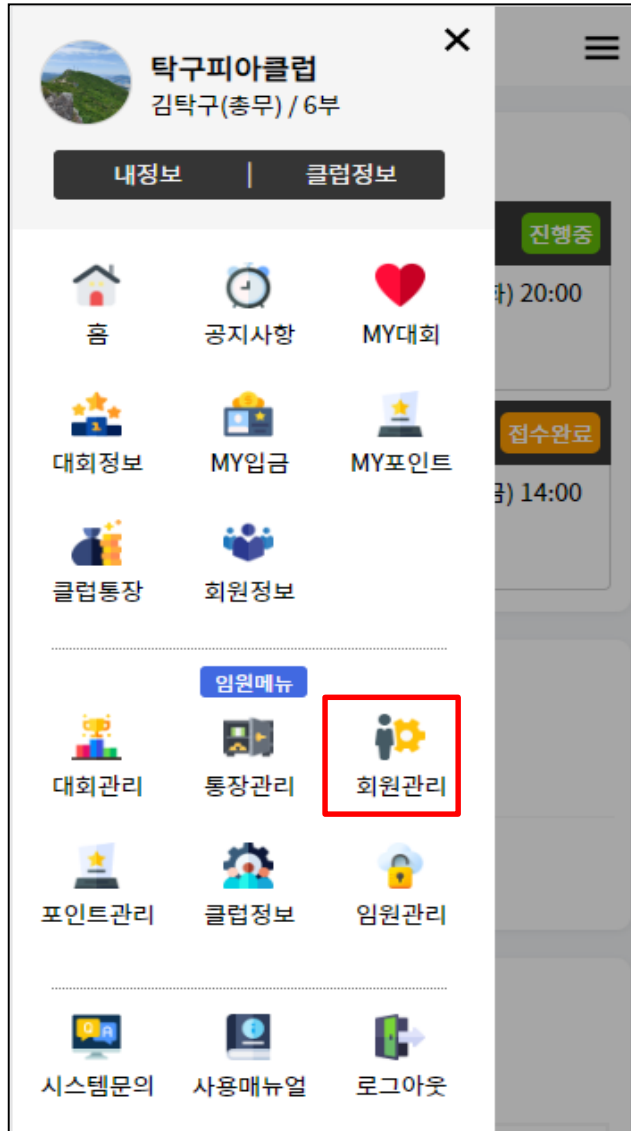 탁구피아클럽
김탁구(총무) / 6부
내정보 | 클럽정보
진행중
20:00
홈 공지사항 MY대회
접수완료
대회정보 MY입금 MY포인트
14:00
클럽통장 회원정보
임원메뉴
대회관리 통장관리 회원관리
포인트관리 클럽정보 임원관리
Q A
시스템문의 사용매뉴얼 로그아웃